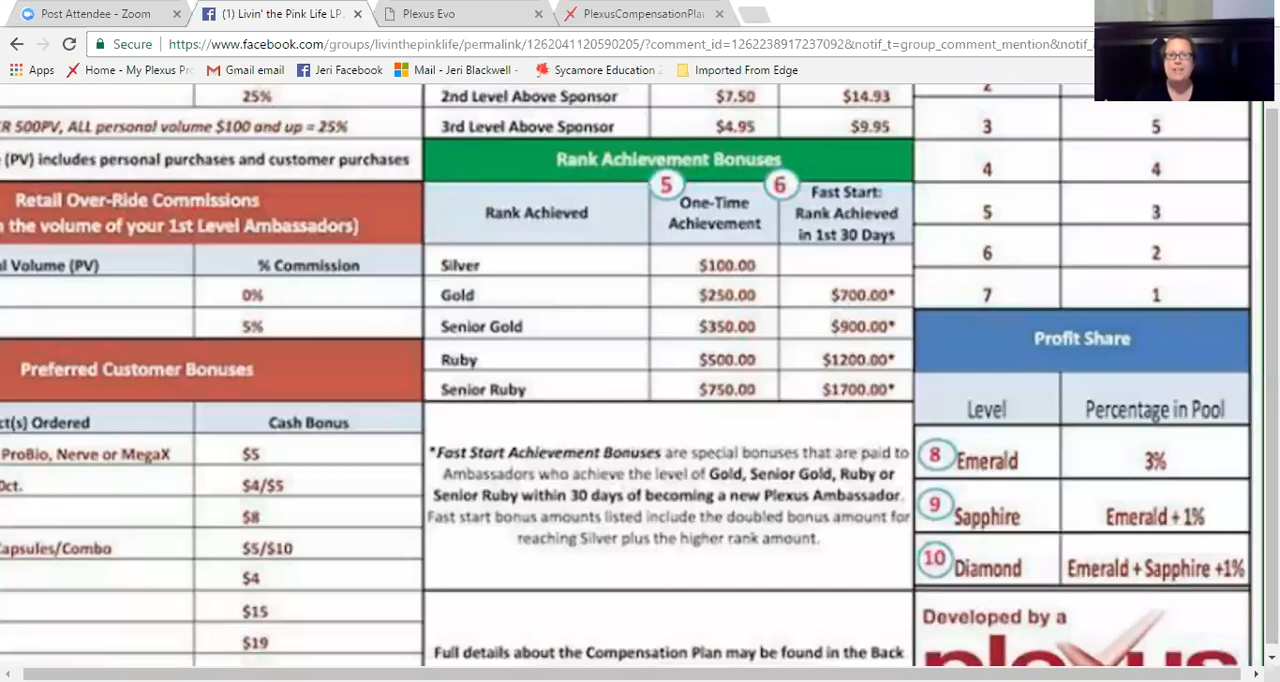 Post Attendee - Zoom
(1) Livin' the Pink Life LP
Plexus Evo
PlexusCompensationPla
Secure
https://www.facebook.com/groups/livinthepinklife/permalink/1262041120590205/?comment_id=1262238917237092&notif_t=group_comment_mention&notif_
Apps
Home - My Plexus Pr
Gmail email
Jeri Facebook
Mail - Jeri
Sycamore Education
Imported From Edge
25%
R 500PV, ALL personal volume $100 and up = 25%
(PV) includes personal purchases and customer purchases
Retail Over-Ride Commissions
n the volume of your 1st Level Ambassadors)
al Volume (PV)
% Commission
0%
5%
Preferred Customer Bonuses
ct(s) Ordered
Cash Bonus
ProBio, Nerve or MegaX
$5
Oct.
$4/$5
$8
Capsules/Combo
$5/$10
$4
$15
$19
2nd Level Above Sponsor
$7.50
$14.93
3rd Level Above Sponsor
$4.95
$9.95
Rank Achievement Bonuses
5
6
Rank Achieved
One-Time
Achievement
Fast Start:
Rank Achieved
in 1st 30 Days
Silver
$100.00
Gold
$250.00
$700.00*
Senior Gold
$350.00
$900.00*
Ruby
$500.00
$1200.00*
Senior Ruby
$750.00
$1700.00*
*Fast Start Achievement Bonuses are special bonuses that are paid to
Ambassadors who achieve the level of Gold, Senior Gold, Ruby or
Senior Ruby within 30 days of becoming a new Plexus Ambassador.
Fast start bonus amounts listed include the doubled bonus amount for
reaching Silver plus the higher rank amount.
Full details about the Compensation Plan may be found in the Back
3
5
4
4
5
3
6
2
7
1
Profit Share
Level
Percentage in Pool
8
Emerald
3%
9
Sapphire
Emerald + 1%
10
Diamond
Emerald + Sapphire +1%
Developed by a
plexus